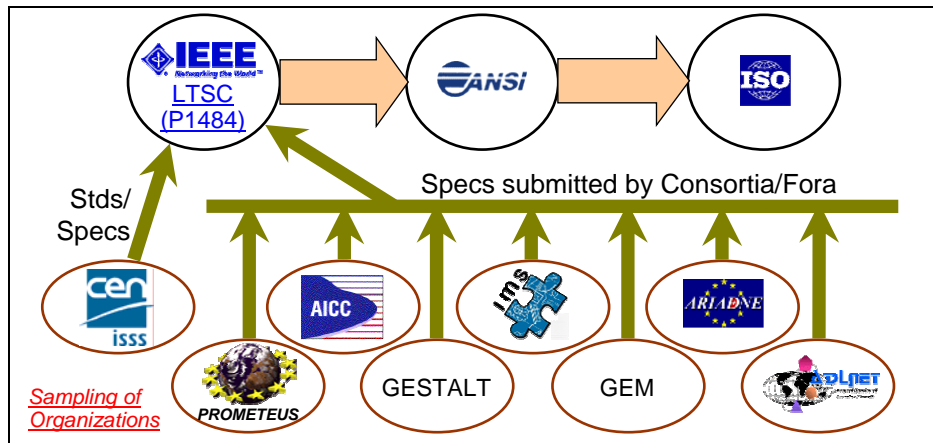 IEEE
Networking the World™
LTSC
(P1484)
ANSI
ISO
Specs submitted by Consortia/Fora
Stds/
Specs
cen
isss
AICC
ims
ARIADNE
PROMETEUS
GESTALT
GEM
ADLNET
Sampling of
Organizations